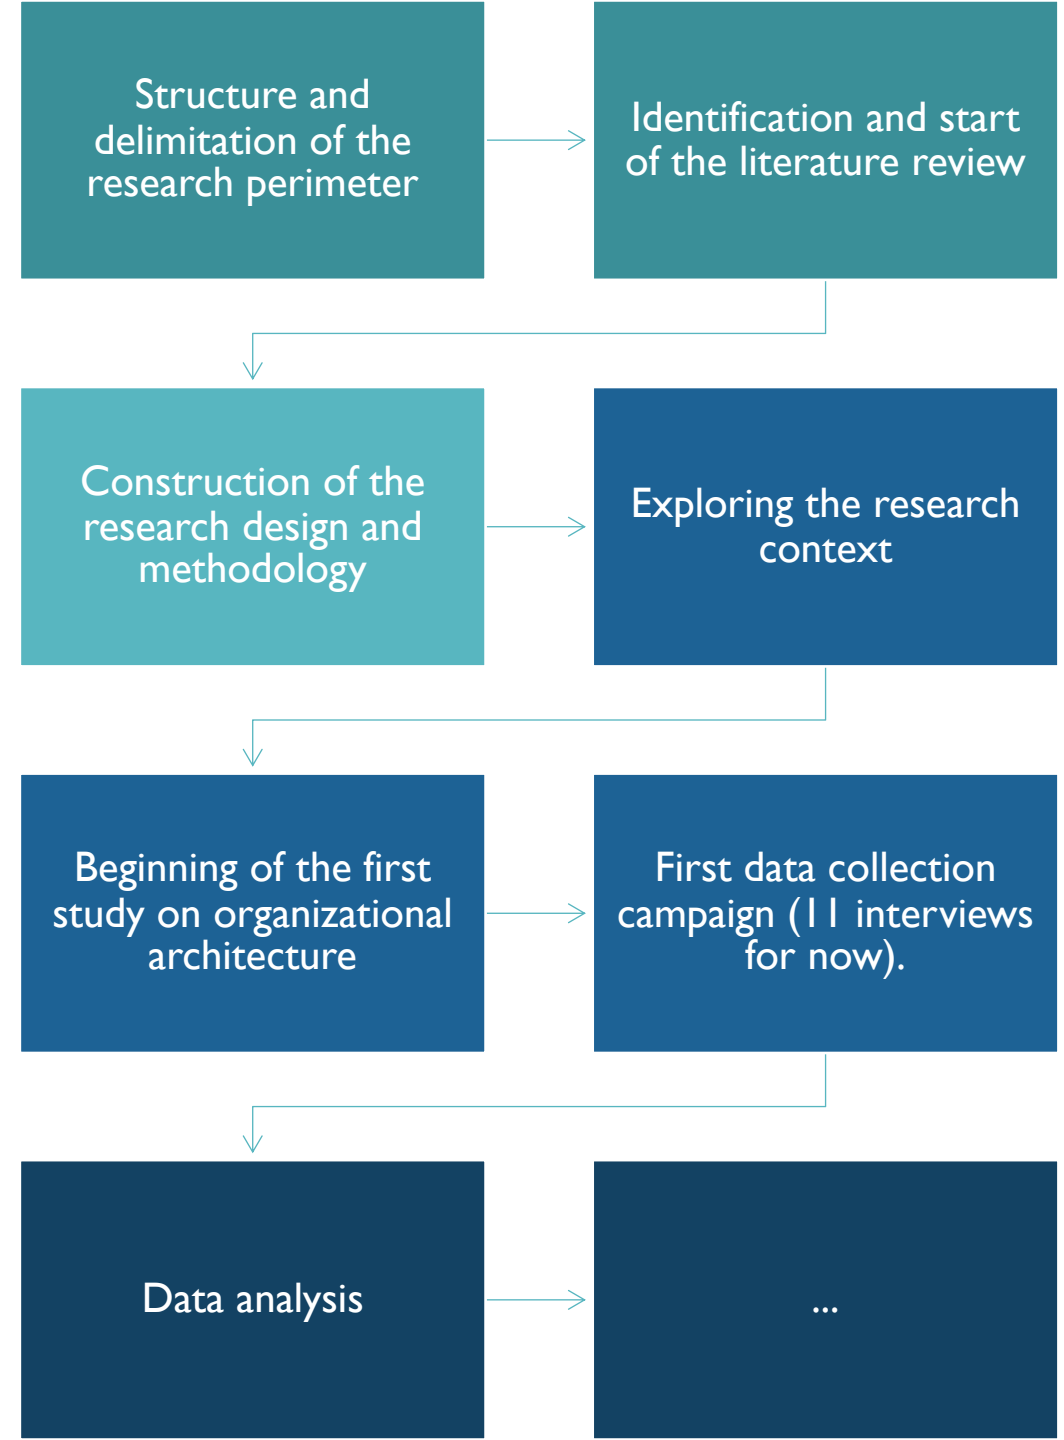 Structure and
delimitation of the
research perimeter
Identification and start
of the literature review
Construction of the
research design and
methodology
Exploring the research
context
Beginning of the first
study on organizational
architecture
First data collection
campaign (11 interviews
for now).
Data analysis
...